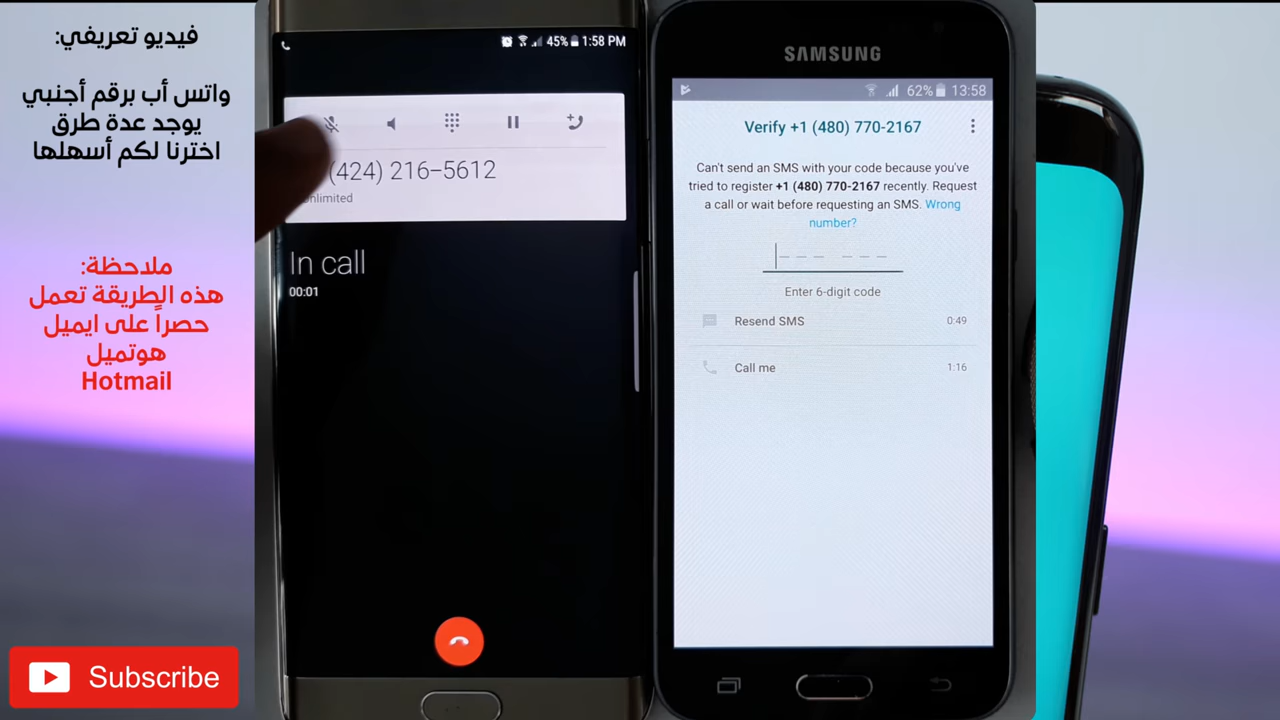 فيديو تعريفي:
واتس أب برقم أجنبي
يوجد عدة طرق
اخترنا لكم أسهلها
ملاحظة:
هذه الطريقة تعمل
حصراً على ايميل
هوتميل
Hotmail
Subscribe
45% 1:58 PM
(424) 216-5612
In call
00:01
SAMSUNG
62% 13:58
Verify +1 (480) 770-2167
Can't send an SMS with your code because you've
tried to register +1 (480) 770-2167 recently. Request
a call or wait before requesting an SMS. Wrong
number?
Enter 6-digit code
Resend SMS 0:49
Call me 1:16